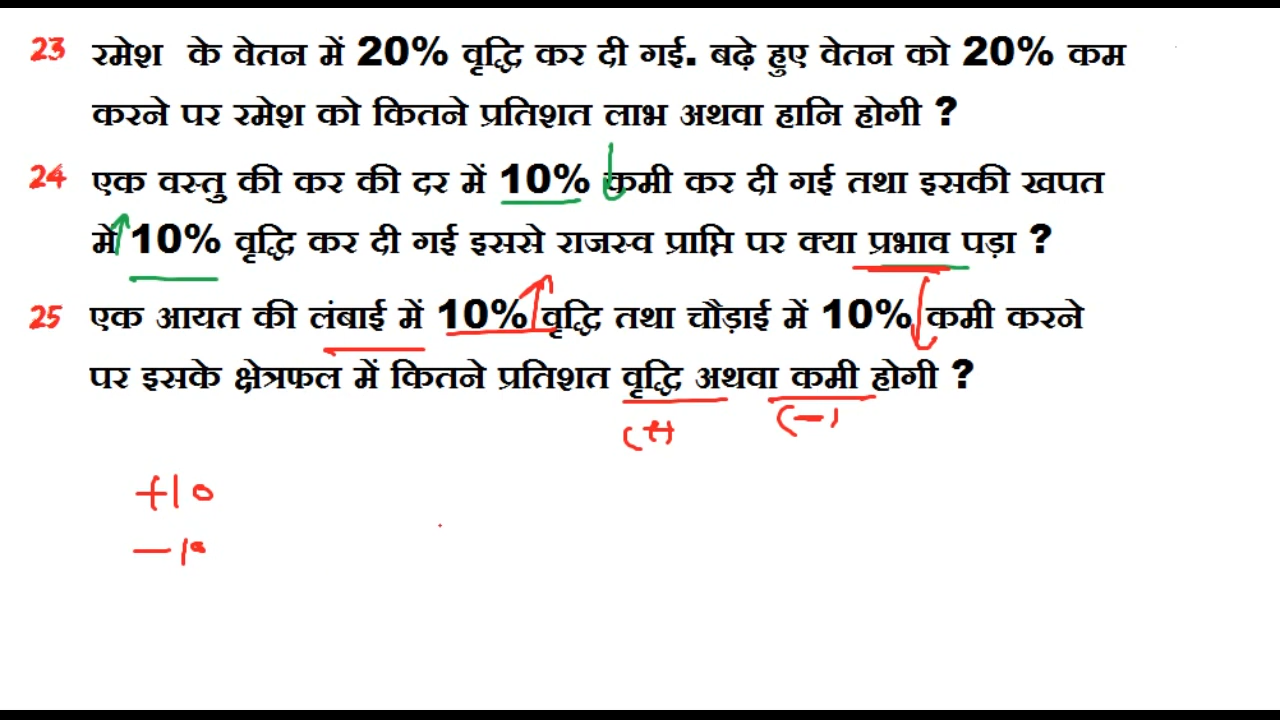 23 रमेश के वेतन में 20% वृद्धि कर दी गई. बढ़े हुए वेतन को 20% कम
करने पर रमेश को कितने प्रतिशत लाभ अथवा हानि होगी ?
24 एक वस्तु की कर की दर में 10% कमी कर दी गई तथा इसकी खपत
में 10% वृद्धि कर दी गई इससे राजस्व प्राप्ति पर क्या प्रभाव पड़ा ?
25 एक आयत की लंबाई में 10% वृद्धि तथा चौड़ाई में 10% कमी करने
पर इसके क्षेत्रफल में कितने प्रतिशत वृद्धि अथवा कमी होगी ?
(+) (-)
+10
-10